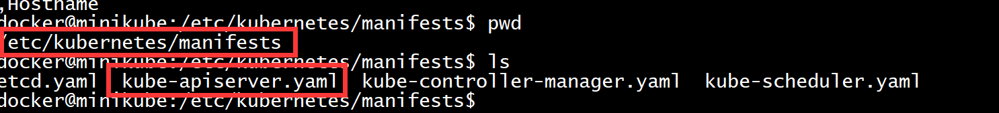 ,Hostname
docker@minikube:/etc/kubernetes/manifests$ pwd
/etc/kubernetes/manifests
docker@minikube:/etc/kubernetes/manifests$ ls
etcd.yaml  kube-apiserver.yaml  kube-controller-manager.yaml  kube-scheduler.yaml
docker@minikube:/etc/kubernetes/manifests$